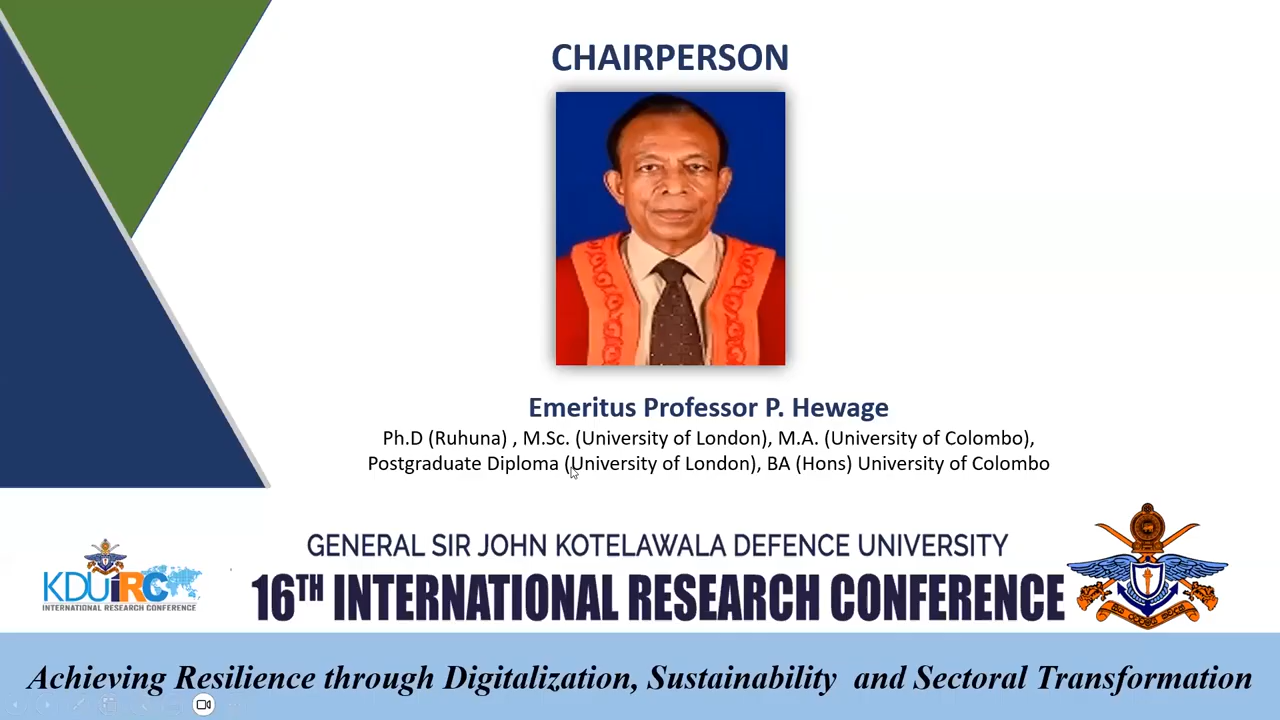 CHAIRPERSON
Emeritus Professor P. Hewage
Ph.D (Ruhuna) , M.Sc. (University of London), M.A. (University of Colombo),
Postgraduate Diploma (University of London), BA (Hons) University of Colombo
GENERAL SIR JOHN KOTELAWALA DEFENCE UNIVERSITY
16TH INTERNATIONAL RESEARCH CONFERENCE
KDUiRC
INTERNATIONAL RESEARCH CONFERENCE
Achieving Resilience through Digitalization, Sustainability and Sectoral Transformation